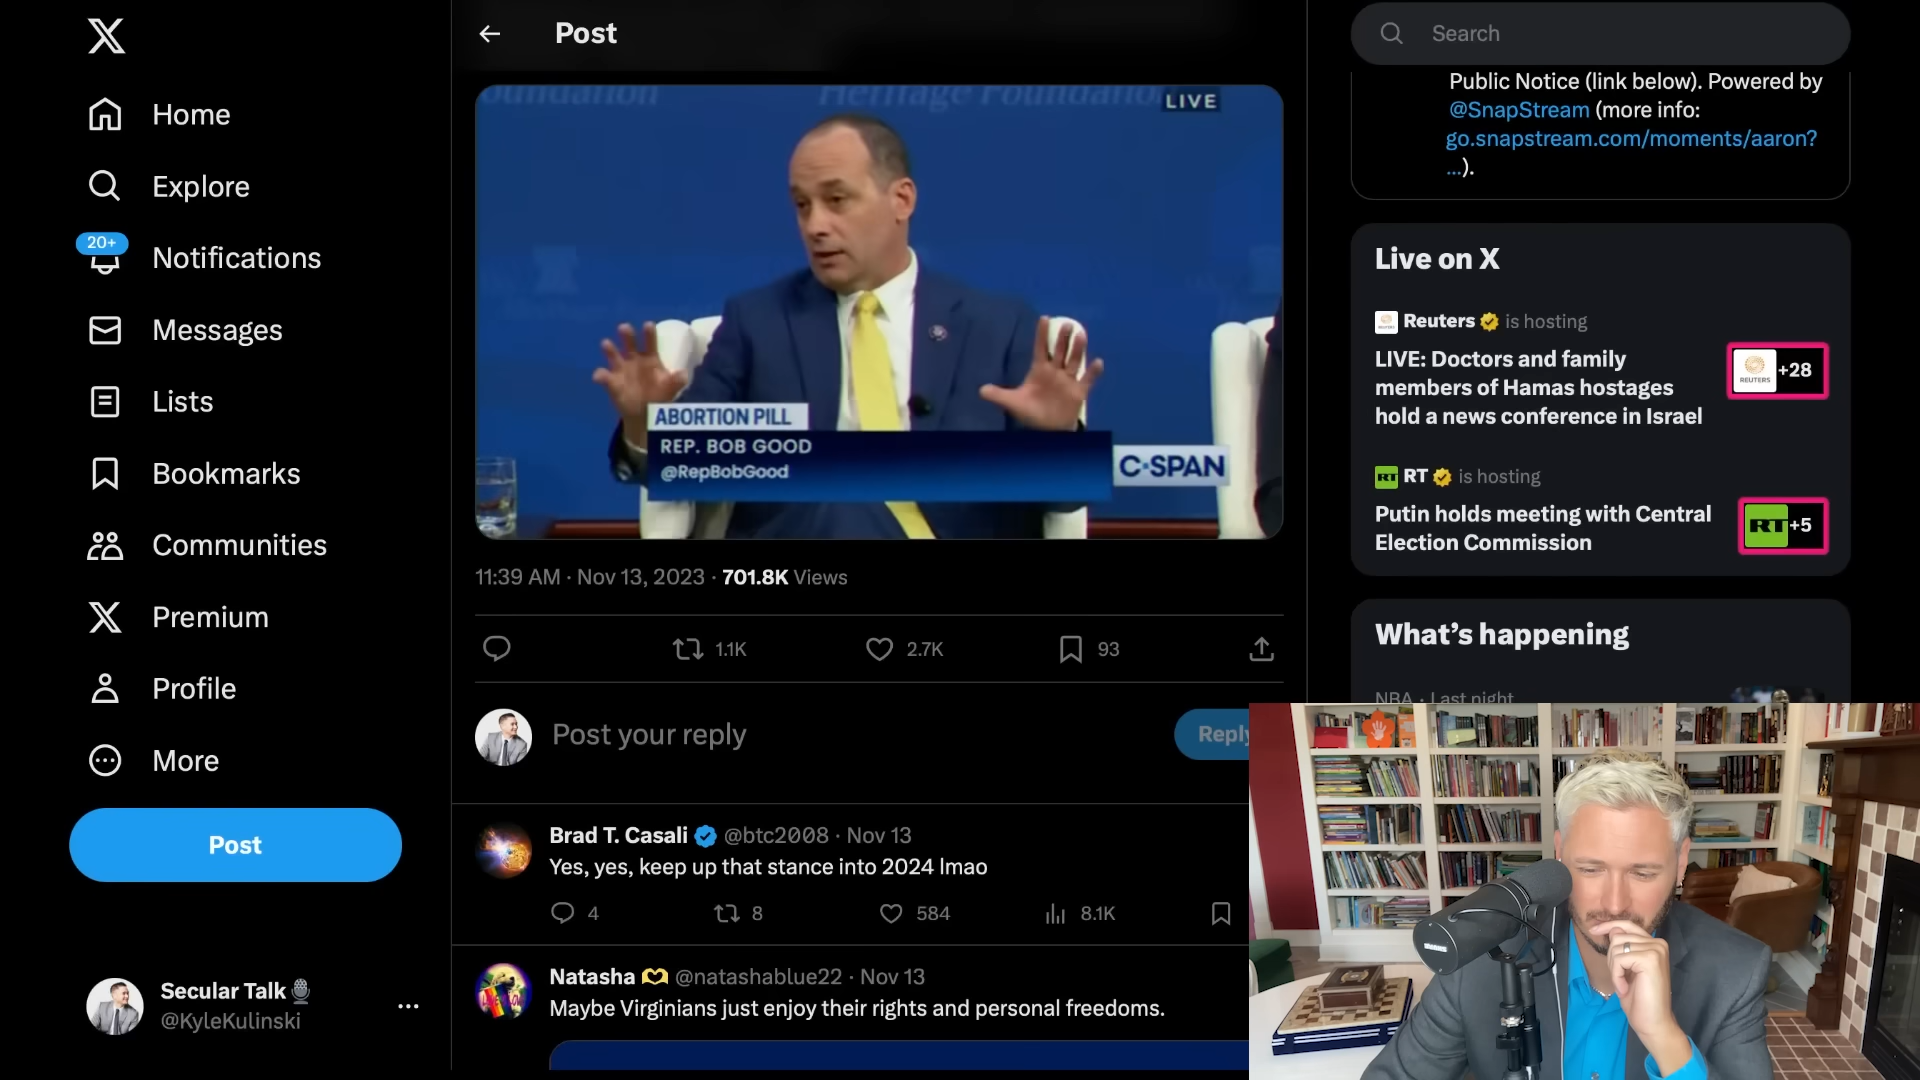 Home
Explore
20+
Notifications
Messages
Lists
Bookmarks
Communities
Premium
Profile
More
Post
Secular Talk
@KyleKulinski
Post
Heritage Foundation
LIVE
ABORTION PILL
REP. BOB GOOD
@RepBobGood
C-SPAN
11:39 AM · Nov 13, 2023 · 701.8K Views
1.1K
2.7K
93
Post your reply
Reply
Brad T. Casali @btc2008 · Nov 13
Yes, yes, keep up that stance into 2024 lmao
4
8
584
8.1K
Natasha @natashablue22 · Nov 13
Maybe Virginians just enjoy their rights and personal freedoms.
Search
Public Notice (link below). Powered by
@SnapStream (more info:
go.snapstream.com/moments/aaron?
...).
Live on X
Reuters is hosting
LIVE: Doctors and family
members of Hamas hostages
hold a news conference in Israel
REUTERS
+28
RT RT is hosting
Putin holds meeting with Central
Election Commission
RT
+5
What's happening
NBA · Last night